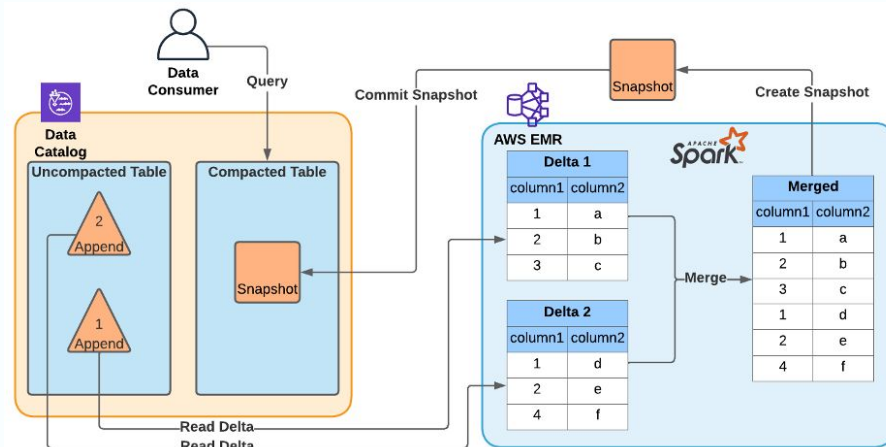 Data
Consumer
Query
Commit Snapshot
Snapshot
Create Snapshot
Data
Catalog
Uncompacted Table
2
Append
1
Append
Compacted Table
Snapshot
AWS EMR
APACHE
Spark
Delta 1
column1 column2
1 a
2 b
3 c
Delta 2
column1 column2
1 d
2 e
4 f
Merge
Merged
column1 column2
1 a
2 b
3 c
1 d
2 e
4 f
Read Delta
Read Delta